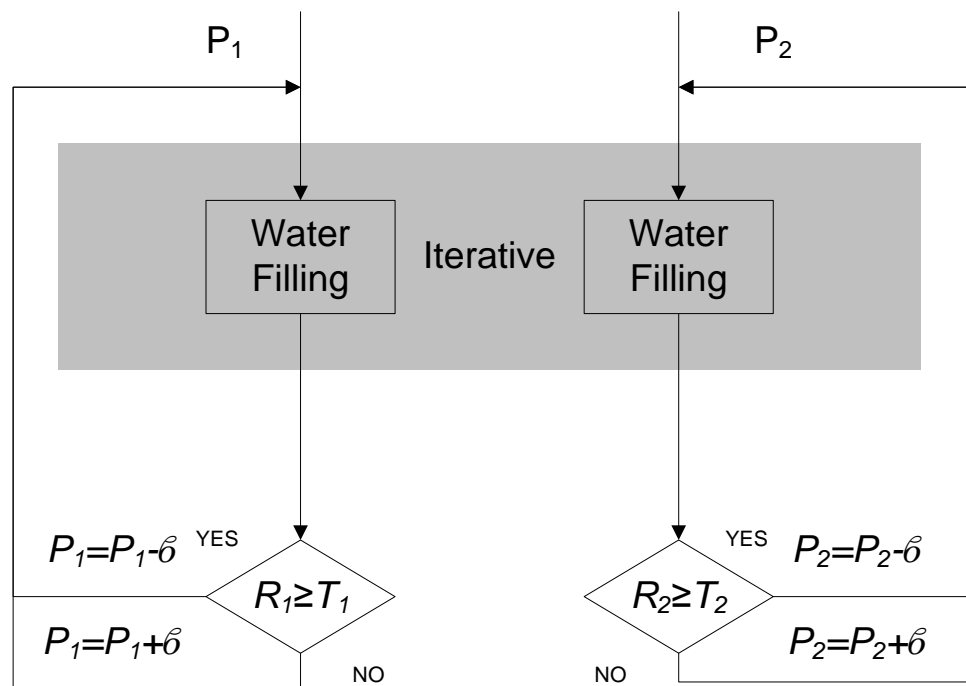 P1
P2
Water
Filling
Iterative
Water
Filling
P1=P1-б
YES
R1≥T1
YES
P2=P2-б
R2≥T2
P1=P1+б
NO
NO
P2=P2+б